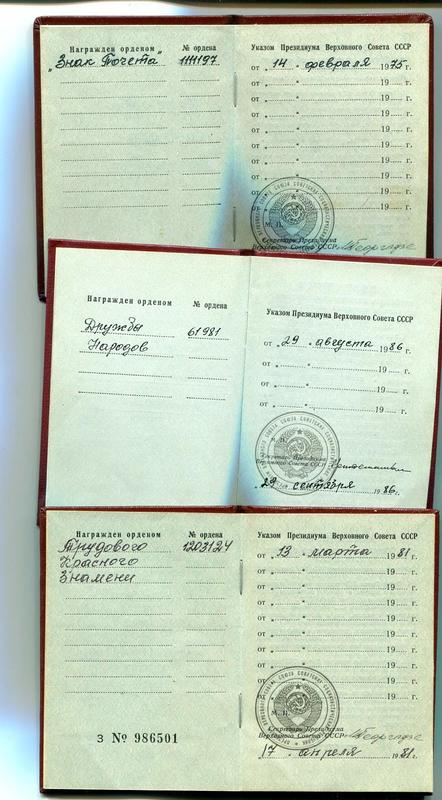 Награжден орденом № ордена
„Знак Почета“ 1111197
Указом Президиума Верховного Совета СССР
от „14“ февраля 1975 г.
от „ “ 19 г.
от „ “ 19 г.
от „ “ 19 г.
от „ “ 19 г.
от „ “ 19 г.
от „ “ 19 г.
от „ “ 19 г.
от „ “ 19 г.
от „ “ 19 г.
М. П.
Секретарь Президиума
Верховного Совета СССР МГеоргадзе
Награжден орденом № ордена
Дружбы 61981
Народов
Указом Президиума Верховного Совета СССР
от „29“ августа 1986 г.
от „ “ 19 г.
от „ “ 19 г.
от „ “ 19 г.
М. П.
Секретарь Президиума
Верховного Совета СССР
„29“ сентября 1986 г.
Награжден орденом № ордена
Трудового 1203124
Красного
Знамени
З № 986501
Указом Президиума Верховного Совета СССР
от „13“ марта 1981 г.
от „ “ 19 г.
от „ “ 19 г.
от „ “ 19 г.
от „ “ 19 г.
от „ “ 19 г.
от „ “ 19 г.
от „ “ 19 г.
от „ “ 19 г.
от „ “ 19 г.
М. П.
Секретарь Президиума
Верховного Совета СССР МГеоргадзе
„17“ апреля 1981 г.